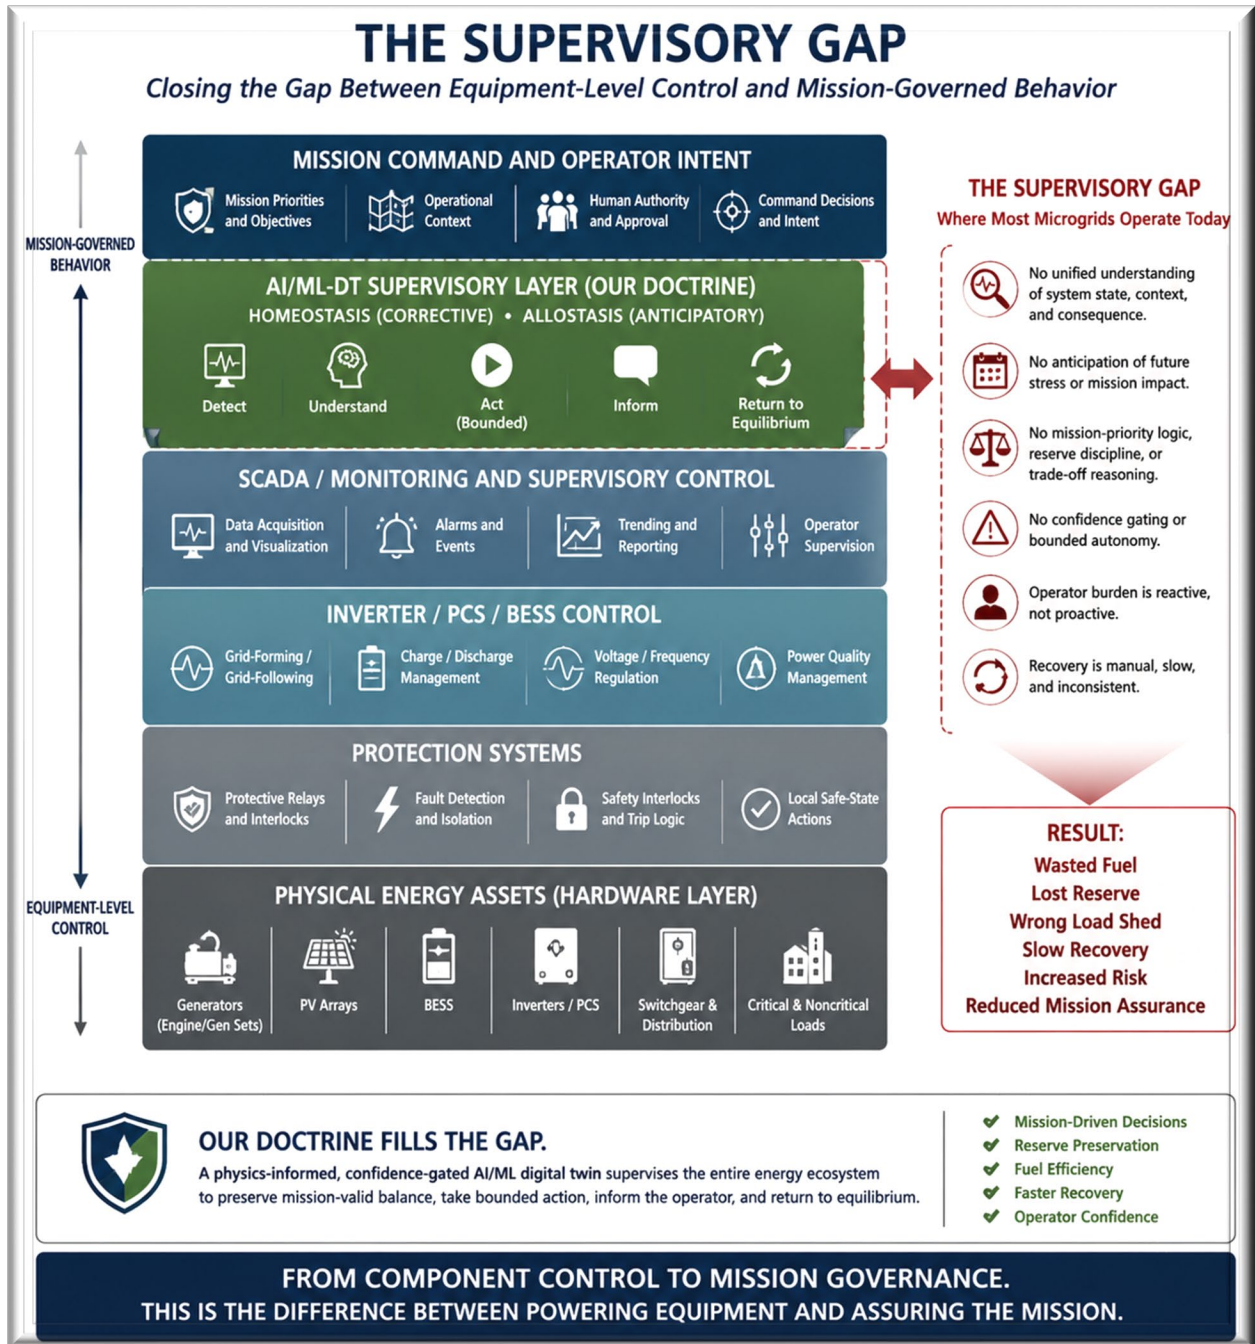 THE SUPERVISORY GAP
Closing the Gap Between Equipment-Level Control and Mission-Governed Behavior
MISSION-GOVERNED
BEHAVIOR
EQUIPMENT-LEVEL
CONTROL
MISSION COMMAND AND OPERATOR INTENT
Mission Priorities
and Objectives
Operational
Context
Human Authority
and Approval
Command Decisions
and Intent
AI/ML-DT SUPERVISORY LAYER (OUR DOCTRINE)
HOMEOSTASIS (CORRECTIVE) • ALLOSTASIS (ANTICIPATORY)
Detect
Understand
Act
(Bounded)
Inform
Return to
Equilibrium
SCADA / MONITORING AND SUPERVISORY CONTROL
Data Acquisition
and Visualization
Alarms and
Events
Trending and
Reporting
Operator
Supervision
INVERTER / PCS / BESS CONTROL
Grid-Forming /
Grid-Following
Charge / Discharge
Management
Voltage / Frequency
Regulation
Power Quality
Management
PROTECTION SYSTEMS
Protective Relays
and Interlocks
Fault Detection
and Isolation
Safety Interlocks
and Trip Logic
Local Safe-State
Actions
PHYSICAL ENERGY ASSETS (HARDWARE LAYER)
Generators
(Engine/Gen Sets)
PV Arrays
BESS
Inverters / PCS
Switchgear &
Distribution
Critical & Noncritical
Loads
THE SUPERVISORY GAP
Where Most Microgrids Operate Today
No unified understanding
of system state, context,
and consequence.
No anticipation of future
stress or mission impact.
No mission-priority logic,
reserve discipline, or
trade-off reasoning.
No confidence gating or
bounded autonomy.
Operator burden is reactive,
not proactive.
Recovery is manual, slow,
and inconsistent.
RESULT:
Wasted Fuel
Lost Reserve
Wrong Load Shed
Slow Recovery
Increased Risk
Reduced Mission Assurance
OUR DOCTRINE FILLS THE GAP.
A physics-informed, confidence-gated AI/ML digital twin supervises the entire energy ecosystem
to preserve mission-valid balance, take bounded action, inform the operator, and return to equilibrium.
Mission-Driven Decisions
Reserve Preservation
Fuel Efficiency
Faster Recovery
Operator Confidence
FROM COMPONENT CONTROL TO MISSION GOVERNANCE.
THIS IS THE DIFFERENCE BETWEEN POWERING EQUIPMENT AND ASSURING THE MISSION.